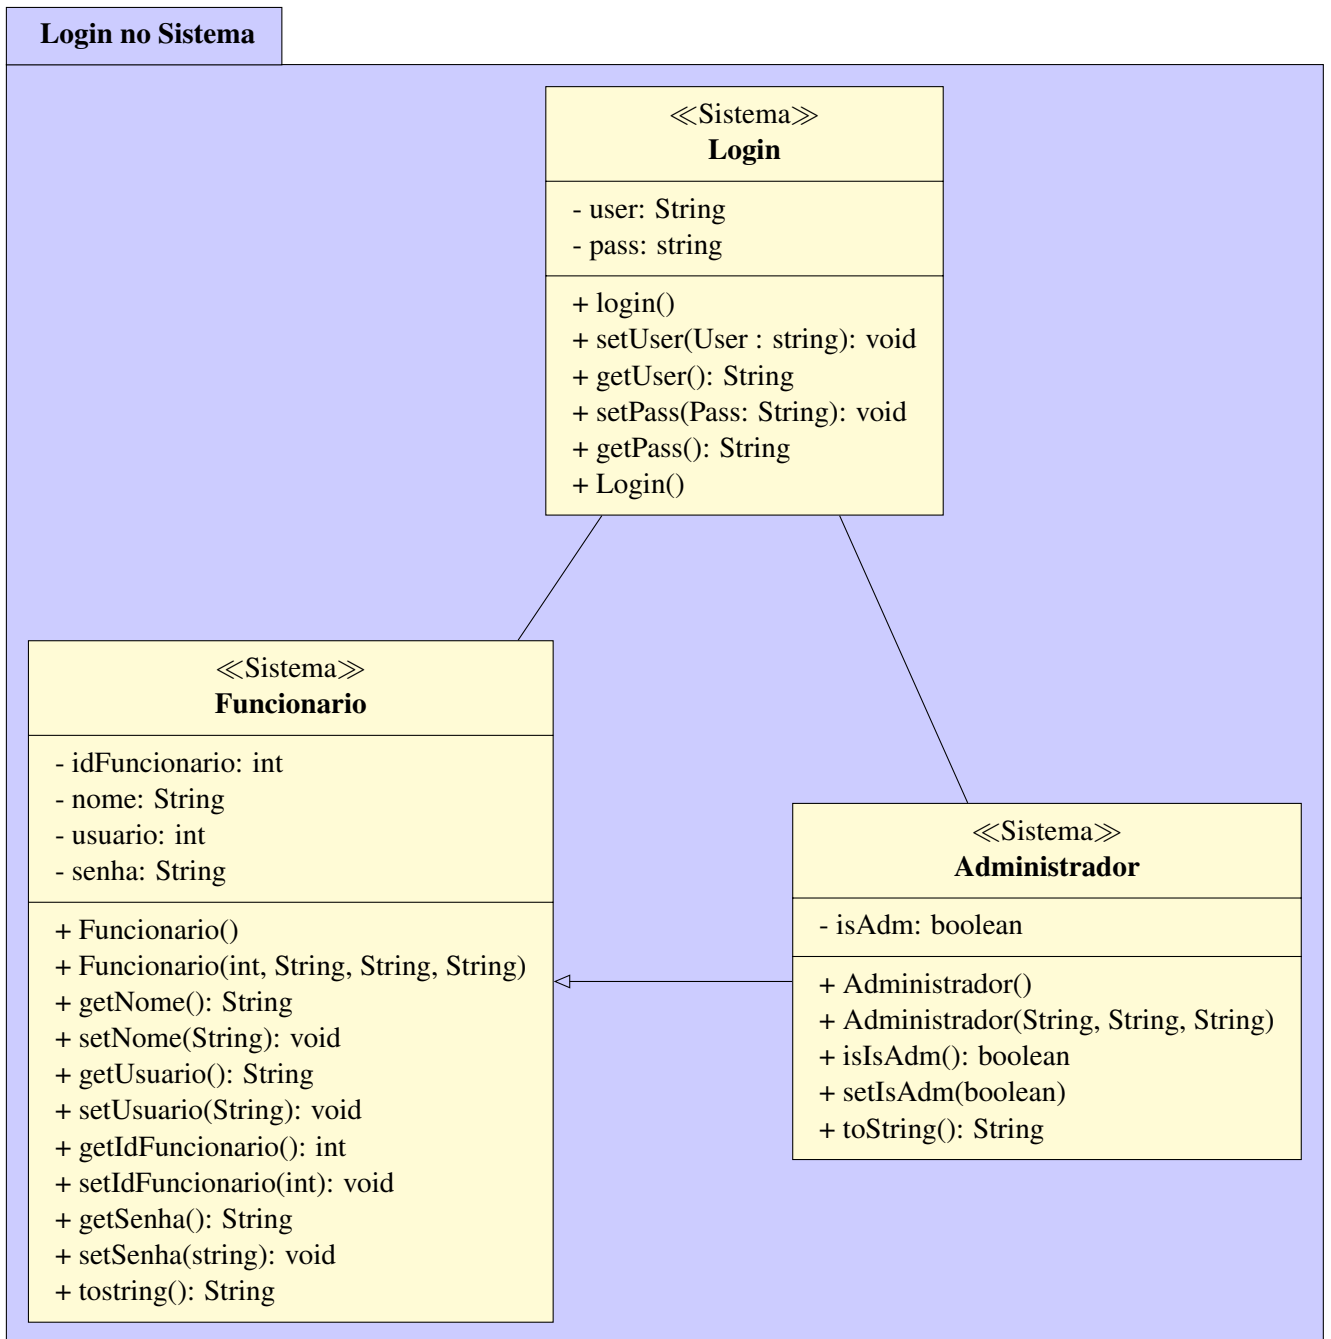 Login no Sistema
≪Sistema≫
Login
- user: String
- pass: string
+ login()
+ setUser(User : string): void
+ getUser(): String
+ setPass(Pass: String): void
+ getPass(): String
+ Login()
≪Sistema≫
Funcionario
- idFuncionario: int
- nome: String
- usuario: int
- senha: String
+ Funcionario()
+ Funcionario(int, String, String, String)
+ getNome(): String
+ setNome(String): void
+ getUsuario(): String
+ setUsuario(String): void
+ getIdFuncionario(): int
+ setIdFuncionario(int): void
+ getSenha(): String
+ setSenha(string): void
+ tostring(): String
≪Sistema≫
Administrador
- isAdm: boolean
+ Administrador()
+ Administrador(String, String, String)
+ isIsAdm(): boolean
+ setIsAdm(boolean)
+ toString(): String